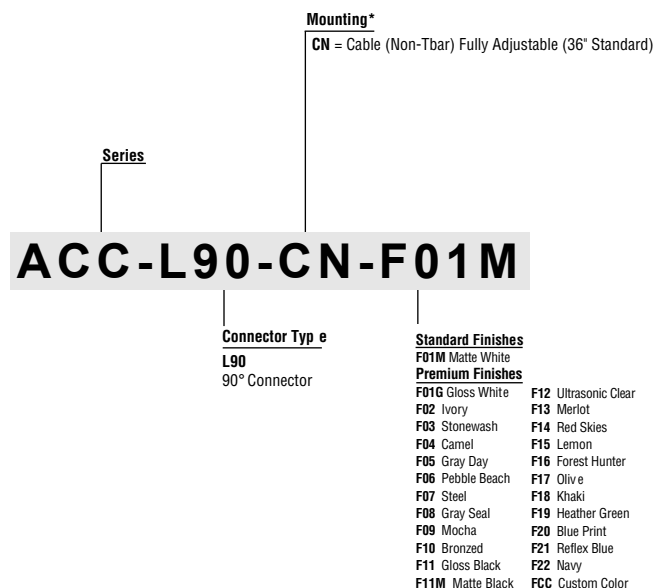 Mounting*
CN = Cable (Non-Tbar) Fully Adjustable (36" Standard)
Series
ACC-L90-CN-F01M
Connector Typ e
L90
90° Connector
Standard Finishes
F01M Matte White
Premium Finishes
F01G Gloss White
F02 Ivory
F03 Stonewash
F04 Camel
F05 Gray Day
F06 Pebble Beach
F07 Steel
F08 Gray Seal
F09 Mocha
F10 Bronzed
F11 Gloss Black
F11M Matte Black
F12 Ultrasonic Clear
F13 Merlot
F14 Red Skies
F15 Lemon
F16 Forest Hunter
F17 Oliv e
F18 Khaki
F19 Heather Green
F20 Blue Print
F21 Reflex Blue
F22 Navy
FCC Custom Color